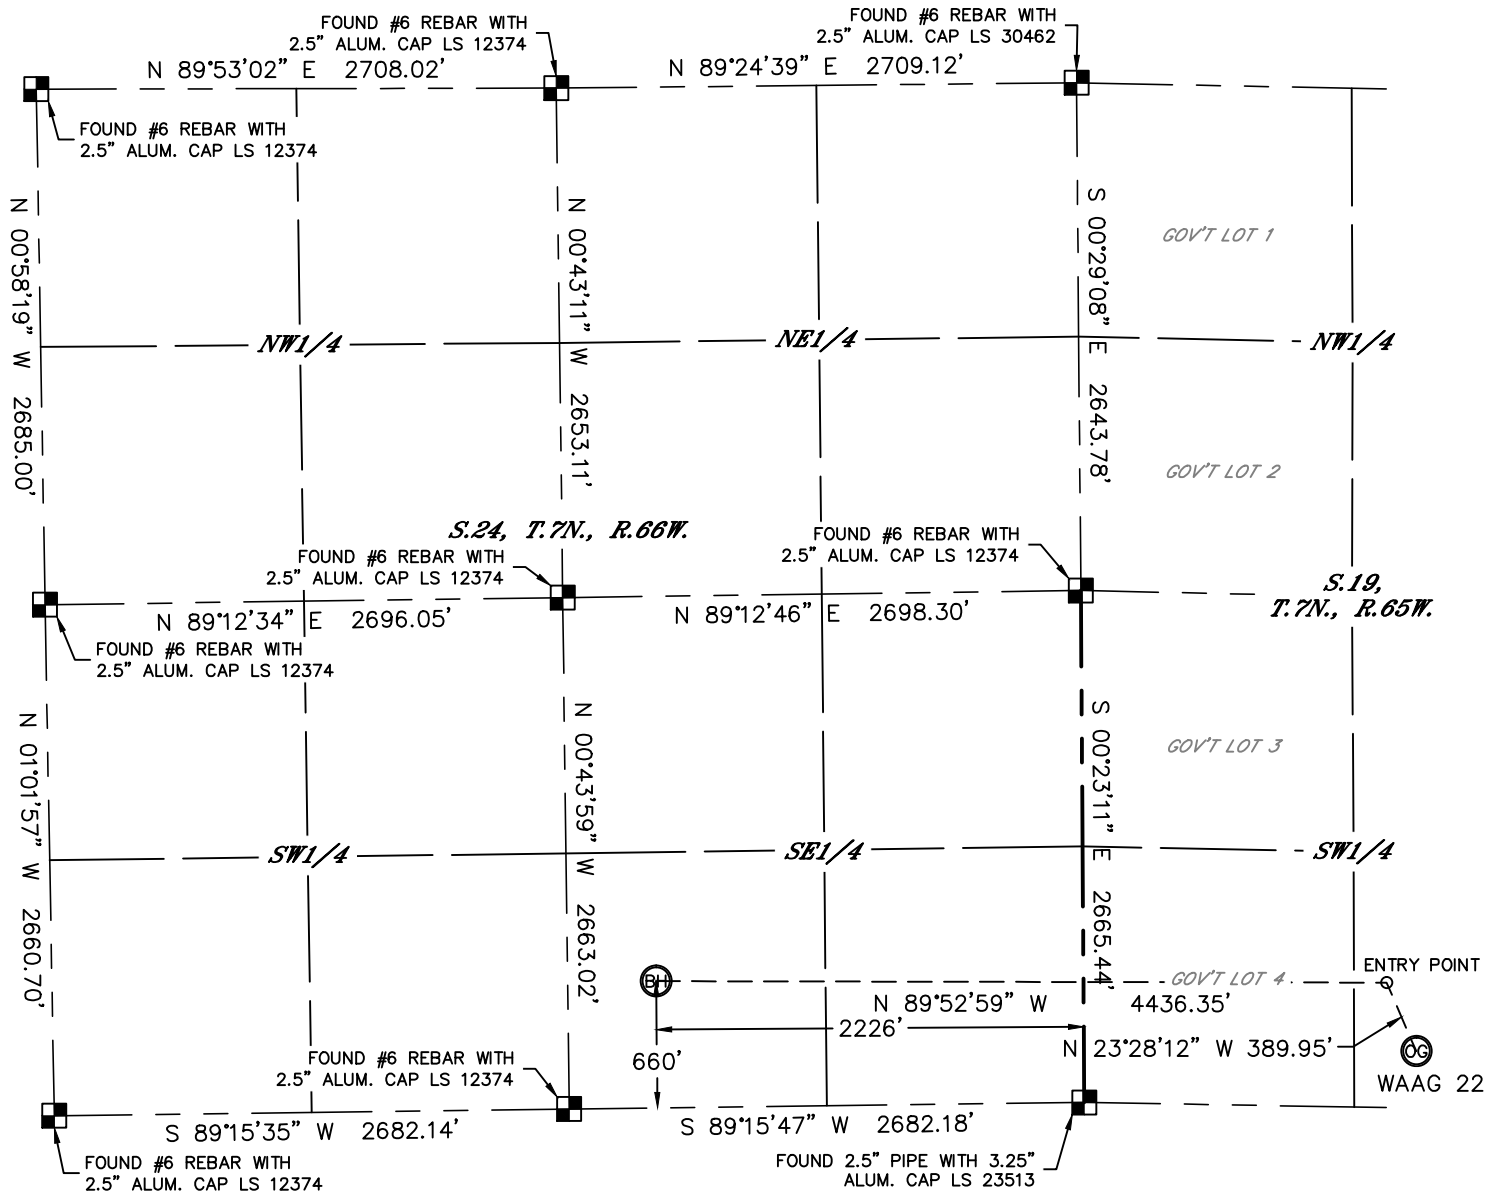 FOUND #6 REBAR WITH
2.5" ALUM. CAP LS 12374
FOUND #6 REBAR WITH
2.5" ALUM. CAP LS 30462
N 89°53'02" E 2708.02'
N 89°24'39" E 2709.12'
FOUND #6 REBAR WITH
2.5" ALUM. CAP LS 12374
N 00°58'19" W 2685.00'
N 00°43'11" W 2653.11'
S 00°29'08" E 2643.78'
GOV'T LOT 1
NW1/4
NE1/4
NW1/4
GOV'T LOT 2
S.24, T.7N., R.66W.
FOUND #6 REBAR WITH
2.5" ALUM. CAP LS 12374
FOUND #6 REBAR WITH
2.5" ALUM. CAP LS 12374
S.19,
T.7N., R.65W.
N 89°12'34" E 2696.05'
N 89°12'46" E 2698.30'
FOUND #6 REBAR WITH
2.5" ALUM. CAP LS 12374
N 01°01'57" W 2660.70'
N 00°43'59" W 2663.02'
S 00°23'11" E 2665.44'
GOV'T LOT 3
SW1/4
SE1/4
SW1/4
BH
GOV'T LOT 4
ENTRY POINT
N 89°52'59" W 4436.35'
2226'
N 23°28'12" W 389.95'
OG
WAAG 22
660'
FOUND #6 REBAR WITH
2.5" ALUM. CAP LS 12374
S 89°15'35" W 2682.14'
S 89°15'47" W 2682.18'
FOUND #6 REBAR WITH
2.5" ALUM. CAP LS 12374
FOUND 2.5" PIPE WITH 3.25"
ALUM. CAP LS 23513